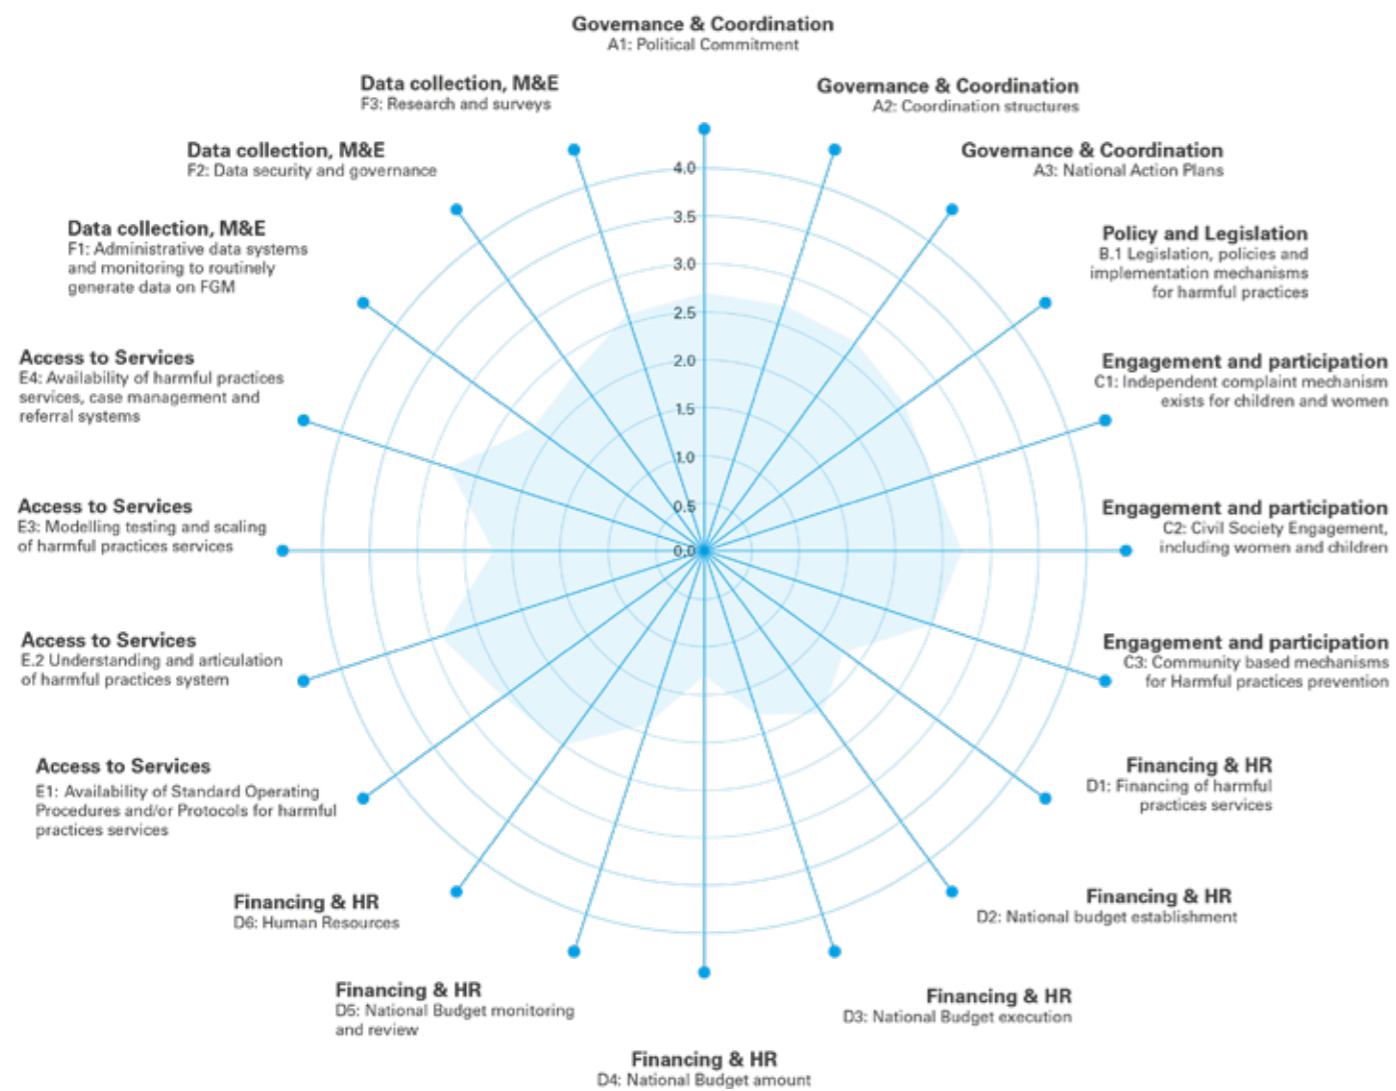 Governance & Coordination
A1: Political Commitment
Governance & Coordination
A2: Coordination structures
Governance & Coordination
A3: National Action Plans
Policy and Legislation
B.1 Legislation, policies and
implementation mechanisms
for harmful practices
Engagement and participation
C1: Independent complaint mechanism
exists for children and women
Engagement and participation
C2: Civil Society Engagement,
including women and children
Engagement and participation
C3: Community based mechanisms
for Harmful practices prevention
Financing & HR
D1: Financing of harmful
practices services
Financing & HR
D2: National budget establishment
Financing & HR
D3: National Budget execution
Financing & HR
D4: National Budget amount
Financing & HR
D5: National Budget monitoring
and review
Financing & HR
D6: Human Resources
Access to Services
E1: Availability of Standard Operating
Procedures and/or Protocols for harmful
practices services
Access to Services
E.2 Understanding and articulation
of harmful practices system
Access to Services
E3: Modelling testing and scaling
of harmful practices services
Access to Services
E4: Availability of harmful practices
services, case management and
referral systems
Data collection, M&E
F1: Administrative data systems
and monitoring to routinely
generate data on FGM
Data collection, M&E
F2: Data security and governance
Data collection, M&E
F3: Research and surveys
4.0
3.5
3.0
2.5
2.0
1.5
1.0
0.5
0.0